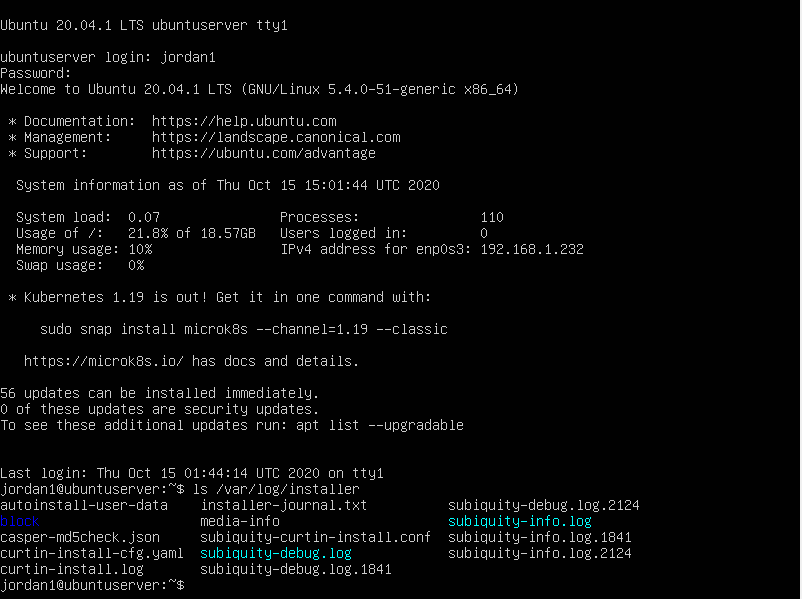 Ubuntu 20.04.1 LTS ubuntuserver tty1
ubuntuserver login: jordan1
Password:
Welcome to Ubuntu 20.04.1 LTS (GNU/Linux 5.4.0-51-generic x86_64)
* Documentation:  https://help.ubuntu.com
* Management:     https://landscape.canonical.com
* Support:        https://ubuntu.com/advantage
System information as of Thu Oct 15 15:01:44 UTC 2020
System load:  0.07               Processes:               110
Usage of /:   21.8% of 18.57GB   Users logged in:         0
Memory usage: 10%                IPv4 address for enp0s3: 192.168.1.232
Swap usage:   0%
* Kubernetes 1.19 is out! Get it in one command with:
sudo snap install microk8s --channel=1.19 --classic
https://microk8s.io/ has docs and details.
56 updates can be installed immediately.
0 of these updates are security updates.
To see these additional updates run: apt list --upgradable
Last login: Thu Oct 15 01:44:14 UTC 2020 on tty1
jordan1@ubuntuserver:~$ ls /var/log/installer
autoinstall-user-data    installer-journal.txt          subiquity-debug.log.2124
block                    media-info                     subiquity-info.log
casper-md5check.json     subiquity-curtin-install.conf  subiquity-info.log.1841
curtin-install-cfg.yaml  subiquity-debug.log            subiquity-info.log.2124
curtin-install.log       subiquity-debug.log.1841
jordan1@ubuntuserver:~$